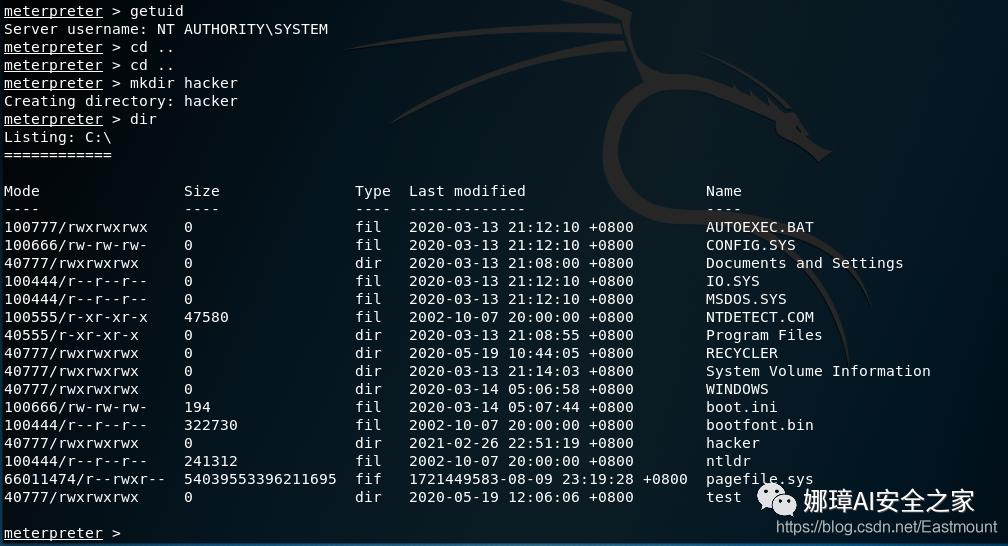 meterpreter > getuid
Server username: NT AUTHORITY\SYSTEM
meterpreter > cd ..
meterpreter > cd ..
meterpreter > mkdir hacker
Creating directory: hacker
meterpreter > dir
Listing: C:\
============
Mode Size Type Last modified Name
---- ---- ---- ------------- ----
100777/rwxrwxrwx 0 fil 2020-03-13 21:12:10 +0800 AUTOEXEC.BAT
100666/rw-rw-rw- 0 fil 2020-03-13 21:12:10 +0800 CONFIG.SYS
40777/rwxrwxrwx 0 dir 2020-03-13 21:08:00 +0800 Documents and Settings
100444/r--r--r-- 0 fil 2020-03-13 21:12:10 +0800 IO.SYS
100444/r--r--r-- 0 fil 2020-03-13 21:12:10 +0800 MSDOS.SYS
100555/r-xr-xr-x 47580 fil 2002-10-07 20:00:00 +0800 NTDETECT.COM
40555/r-xr-xr-x 0 dir 2020-03-13 21:08:55 +0800 Program Files
40777/rwxrwxrwx 0 dir 2020-05-19 10:44:05 +0800 RECYCLER
40777/rwxrwxrwx 0 dir 2020-03-13 21:14:03 +0800 System Volume Information
40777/rwxrwxrwx 0 dir 2020-03-14 05:06:58 +0800 WINDOWS
100666/rw-rw-rw- 194 fil 2020-03-14 05:07:44 +0800 boot.ini
100444/r--r--r-- 322730 fil 2002-10-07 20:00:00 +0800 bootfont.bin
40777/rwxrwxrwx 0 dir 2021-02-26 22:51:19 +0800 hacker
100444/r--r--r-- 241312 fil 2002-10-07 20:00:00 +0800 ntldr
66011474/r--rwxr-- 54039553396211695 fif 1721449583-08-09 23:19:28 +0800 pagefile.sys
40777/rwxrwxrwx 0 dir 2020-05-19 12:06:06 +0800 test
娜璋AI安全之家
https://blog.csdn.net/Eastmount
meterpreter >